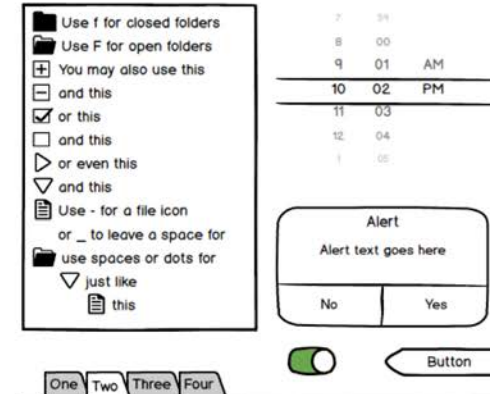 Use f for closed folders
Use F for open folders
You may also use this
and this
or this
and this
or even this
and this
Use - for a file icon
or _ to leave a space for
use spaces or dots for
just like
this
7
8 00
9 01 AM
10 02 PM
11 03
12 04
1 05
Alert
Alert text goes here
No Yes
Button
One Two Three Four